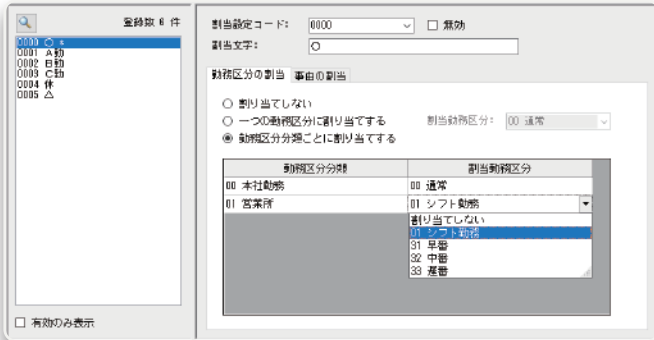 登録数 6 件
0000 ○
0001 A勤
0002 B勤
0003 C勤
0004 休
0005 △
有効のみ表示
割当設定コード: 0000 無効
割当文字: ○
勤務区分の割当 事由の割当
割り当てしない
一つの勤務区分に割り当てする 割当勤務区分: 00 通常
勤務区分分類ごとに割り当てする
勤務区分分類 割当勤務区分
00 本社勤務 00 通常
01 営業所 01 シフト勤務
割り当てしない
01 シフト勤務
31 早番
32 中番
33 遅番